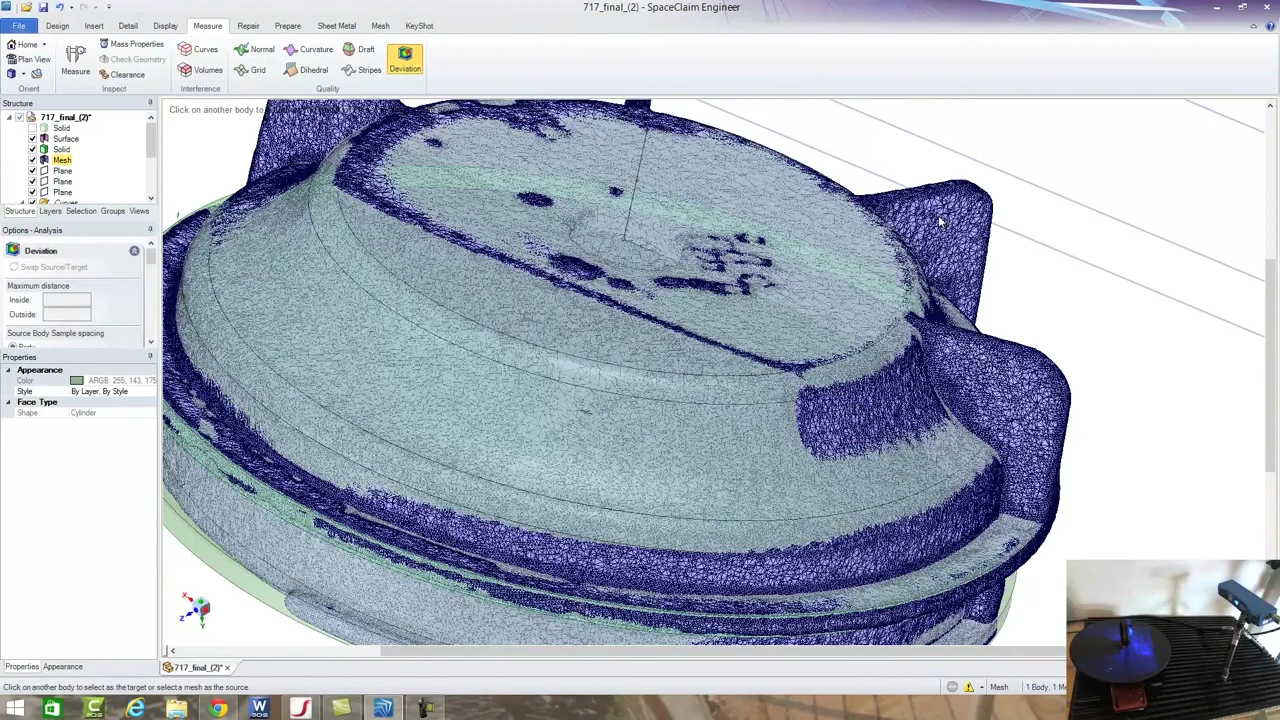 717_final_(2) - SpaceClaim Engineer
File Design Insert Detail Display Measure Repair Prepare Sheet Metal Mesh KeyShot
Home
Plan View
Orient
Measure
Mass Properties
Check Geometry
Clearance
Inspect
Curves
Volumes
Interference
Normal Curvature Draft
Grid Dihedral Stripes
Deviation
Quality
Structure
717_final_(2)*
Solid
Surface
Solid
Mesh
Plane
Plane
Plane
Curves
Structure Layers Selection Groups Views
Options - Analysis
Deviation
Swap Source/Target
Maximum distance
Inside:
Outside:
Source Body Sample spacing
Body
Properties
Appearance
Color ARGB: 255, 143, 175
Style By Layer, By Style
Face Type
Shape Cylinder
Properties Appearance
Click on another body to
X
Z
Y
717_final_(2)*
Click on another body to select as the target or select a mesh as the source.
Mesh 1 Body, 1 Me